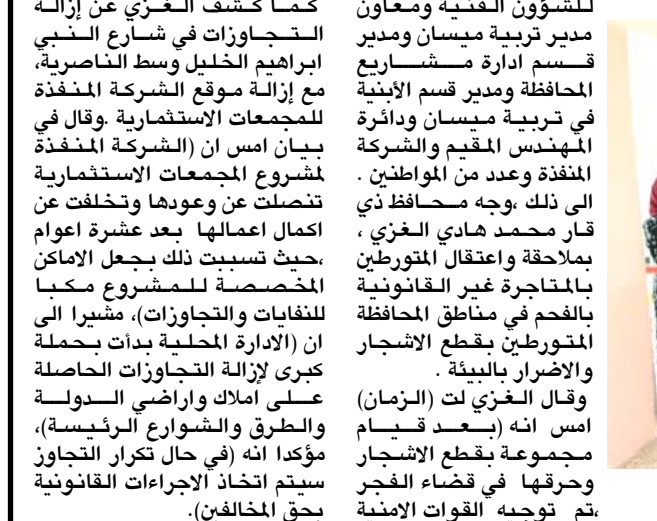 للشؤون الفنية ومعاون
مدير تربية ميسان ومدير
قسم ادارة مشاريع
المحافظة ومدير قسم الأبنية
في تربية ميسان ودائرة
المهندس المقيم والشركة
المنفذة وعدد من المواطنين .
الى ذلك ،وجه محافظ ذي
قار محمد هادي الغزي ،
بملاحقة واعتقال المتورطين
بالمتاجرة غير القانونية
بالفحم في مناطق المحافظة
المتورطين بقطع الاشجار
والاضرار بالبيئة .
وقال الغزي لت (الزمان)
امس انه (بعد قيام
مجموعة بقطع الاشجار
وحرقها في قضاء الفجر
،تم توجيه القوات الامنية
كما كشف الغزي عن إزالة
التجاوزات في شارع النبي
ابراهيم الخليل وسط الناصرية،
مع إزالة موقع الشركة المنفذة
للمجمعات الاستثمارية .وقال في
بيان امس ان (الشركة المنفذة
لمشروع المجمعات الاستثمارية
تنصلت عن وعودها وتخلفت عن
اكمال اعمالها بعد عشرة اعوام
،حيث تسببت ذلك بجعل الاماكن
المخصصة للمشروع مكبا
للنفايات والتجاوزات)، مشيرا الى
ان (الادارة المحلية بدأت بحملة
كبرى لإزالة التجاوزات الحاصلة
على املاك واراضي الدولة
والطرق والشوارع الرئيسة)،
مؤكدا انه (في حال تكرار التجاوز
سيتم اتخاذ الاجراءات القانونية
بحق المخالفين).